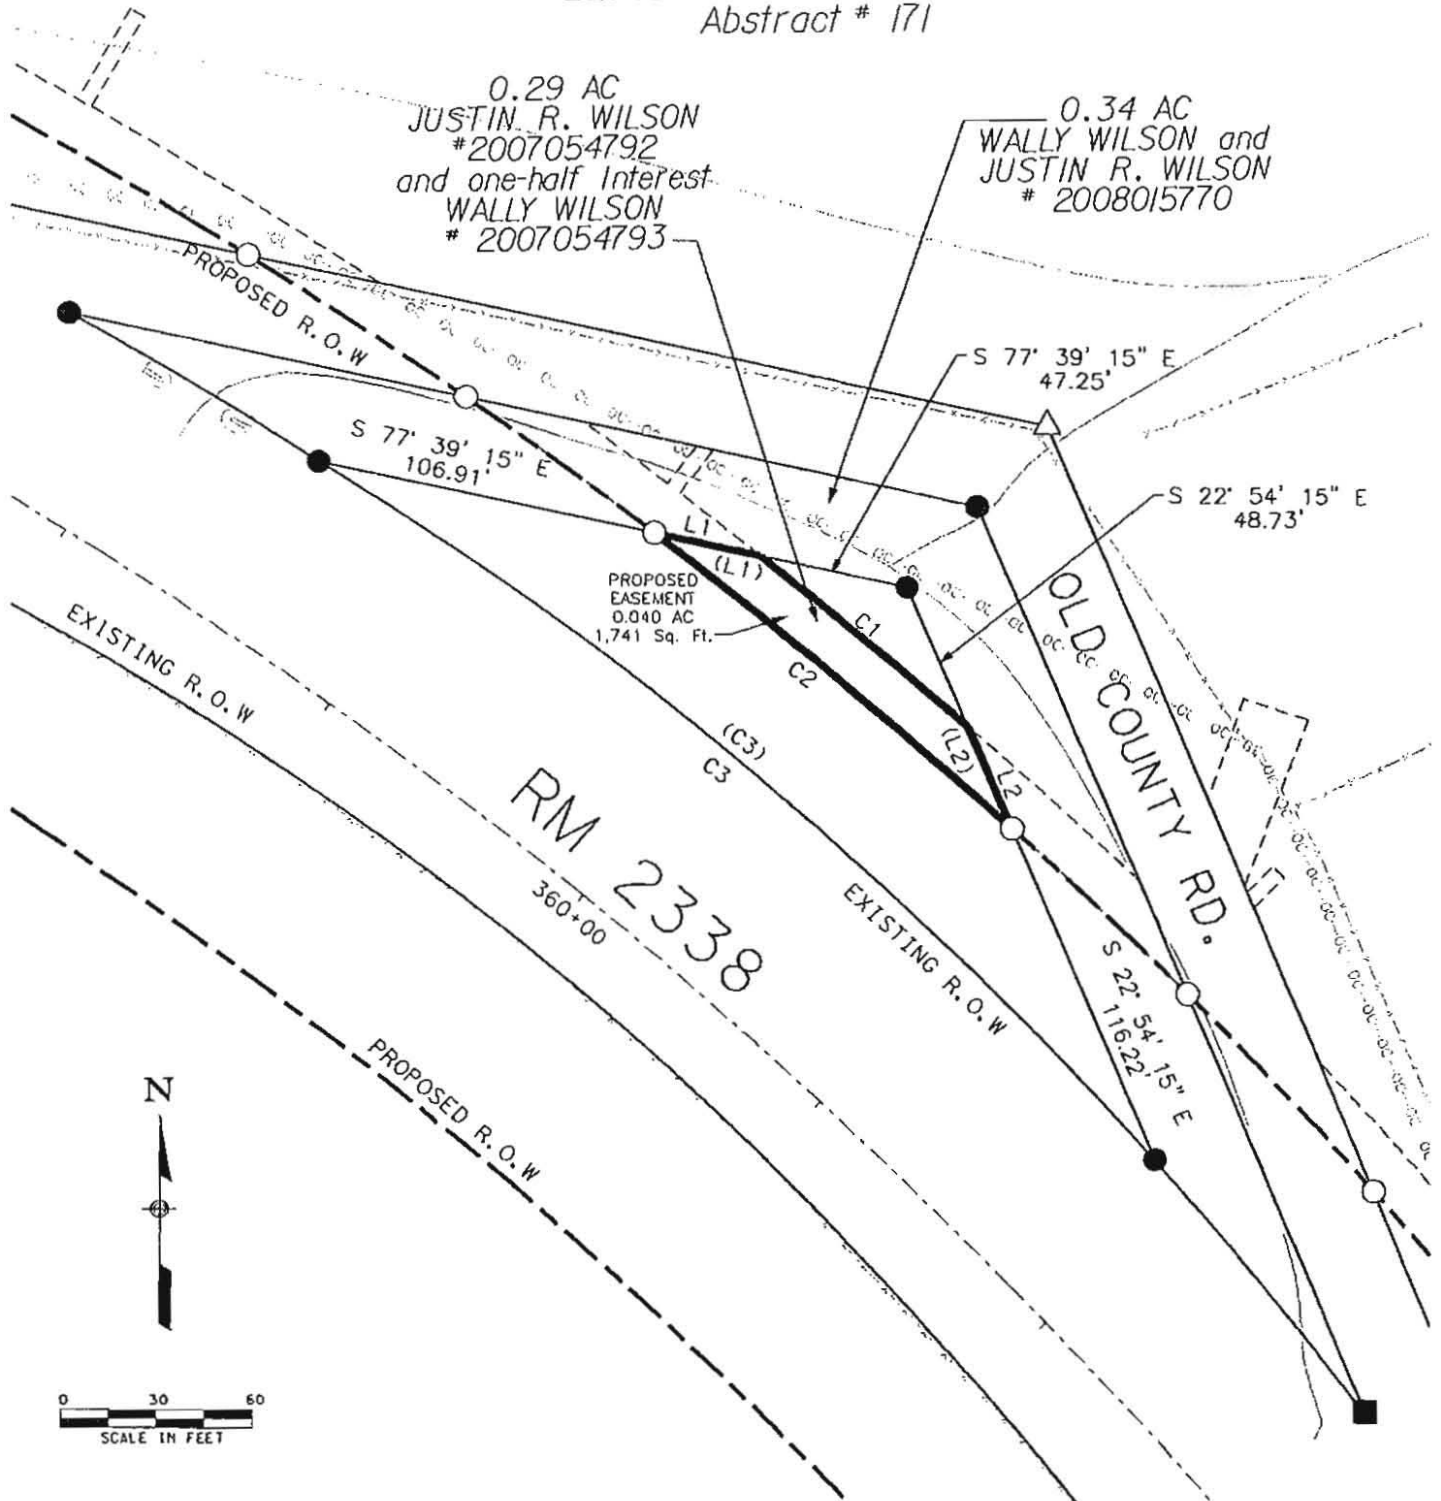 Abstract # 171
0.29 AC
JUSTIN R. WILSON
#2007054792
and one-half Interest
WALLY WILSON
# 2007054793
0.34 AC
WALLY WILSON and
JUSTIN R. WILSON
# 2008015770
PROPOSED R.O.W
S 77° 39' 15" E
47.25'
S 77° 39' 15" E
106.91'
S 22° 54' 15" E
48.73'
L1
(L1)
PROPOSED
EASEMENT
0.040 AC
1,741 Sq. Ft.
C1
C2
(L2)
L2
(C3)
C3
EXISTING R.O.W
OLD COUNTY RD.
RM 2338
360+00
EXISTING R.O.W
S 22° 54' 15" E
116.22'
PROPOSED R.O.W
N
0 30 60
SCALE IN FEET